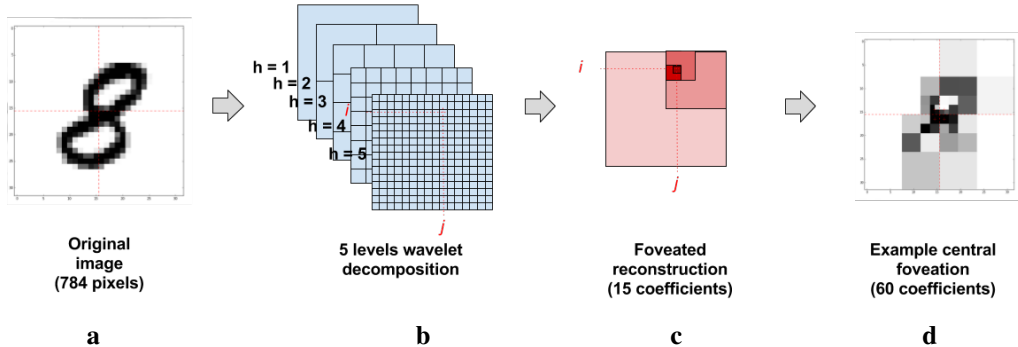 h = 1
h = 2
h = 3
h = 4
h = 5
i
j
i
j
Original
image
(784 pixels)
5 levels wavelet
decomposition
Foveated
reconstruction
(15 coefficients)
Example central
foveation
(60 coefficients)
a
b
c
d